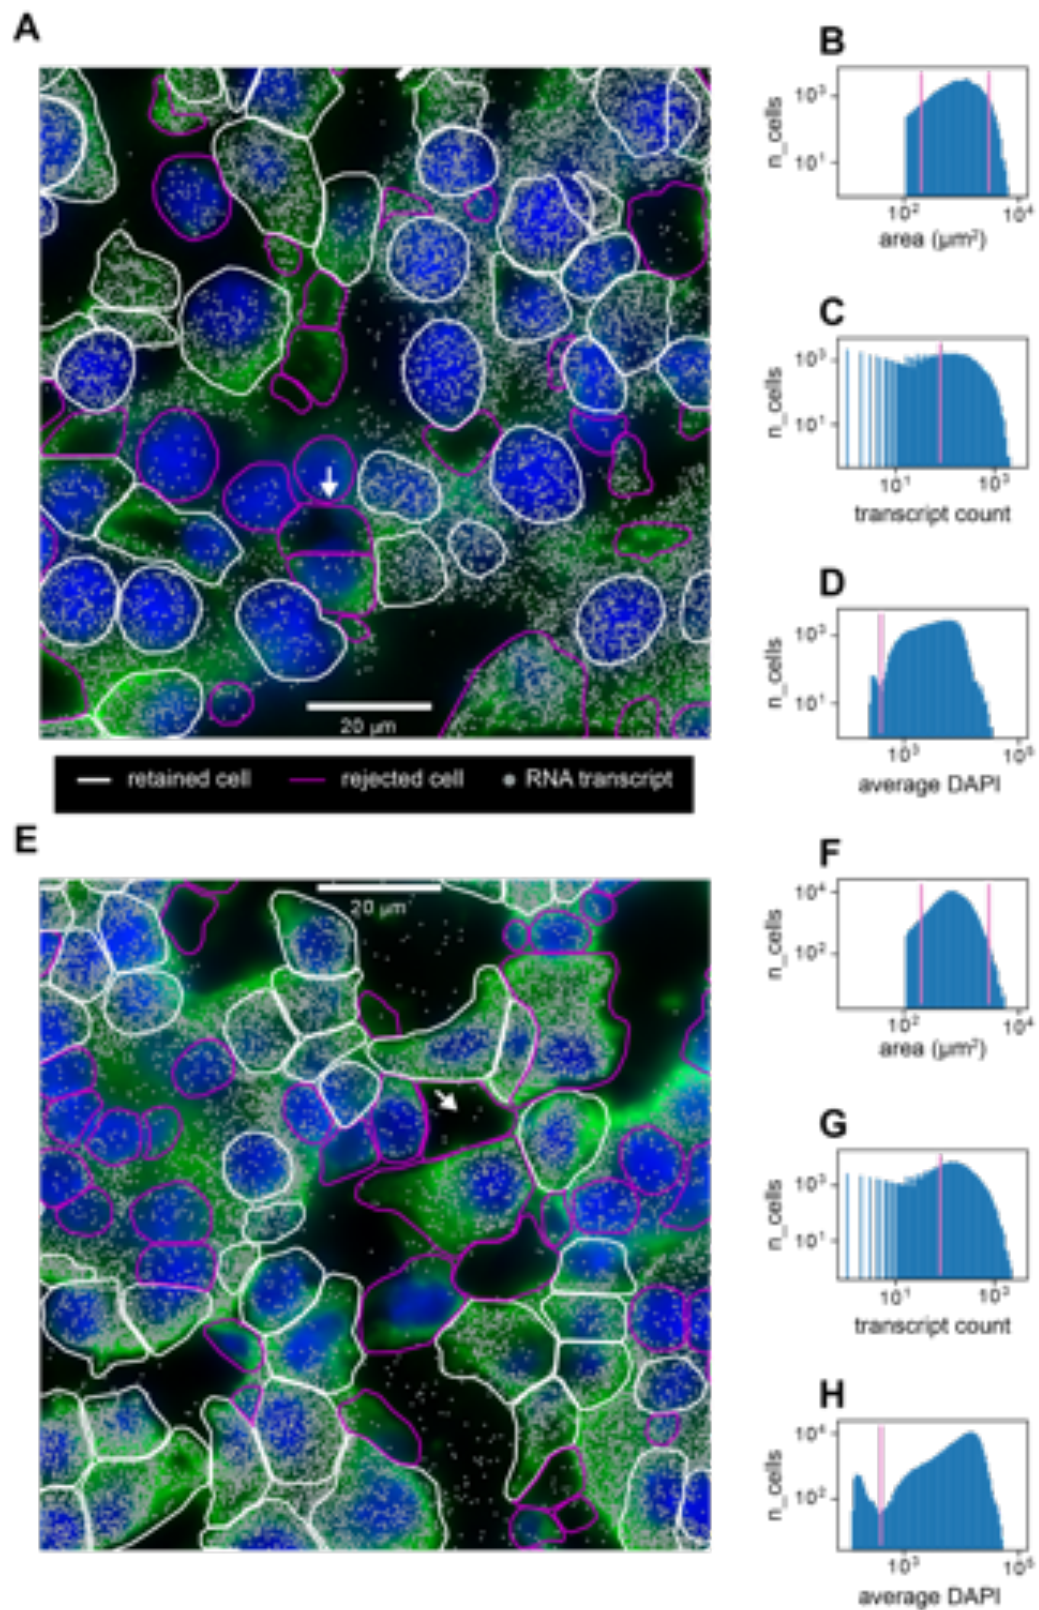 A
20 μm
retained cell
rejected cell
RNA transcript
B
n_cells
10³
10¹
10²
10⁴
area (μm²)
C
n_cells
10³
10¹
10¹
10³
transcript count
D
n_cells
10³
10¹
10³
10⁵
average DAPI
E
20 μm
F
n_cells
10⁴
10²
10²
10⁴
area (μm²)
G
n_cells
10³
10¹
10¹
10³
transcript count
H
n_cells
10⁴
10²
10³
10⁵
average DAPI